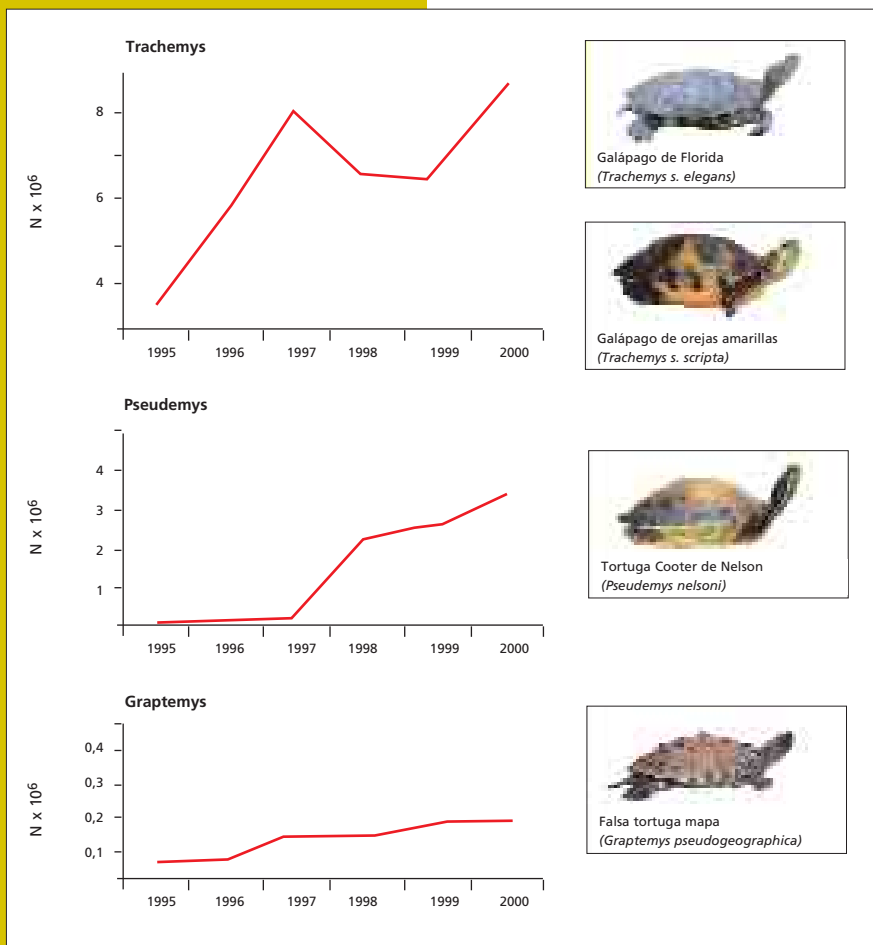 Trachemys
8
6
4
N x 10⁶
1995 1996 1997 1998 1999 2000
Galápago de Florida
(Trachemys s. elegans)
Galápago de orejas amarillas
(Trachemys s. scripta)
Pseudemys
4
3
2
1
N x 10⁶
1995 1996 1997 1998 1999 2000
Tortuga Cooter de Nelson
(Pseudemys nelsoni)
Graptemys
0,4
0,3
0,2
0,1
N x 10⁶
1995 1996 1997 1998 1999 2000
Falsa tortuga mapa
(Graptemys pseudogeographica)